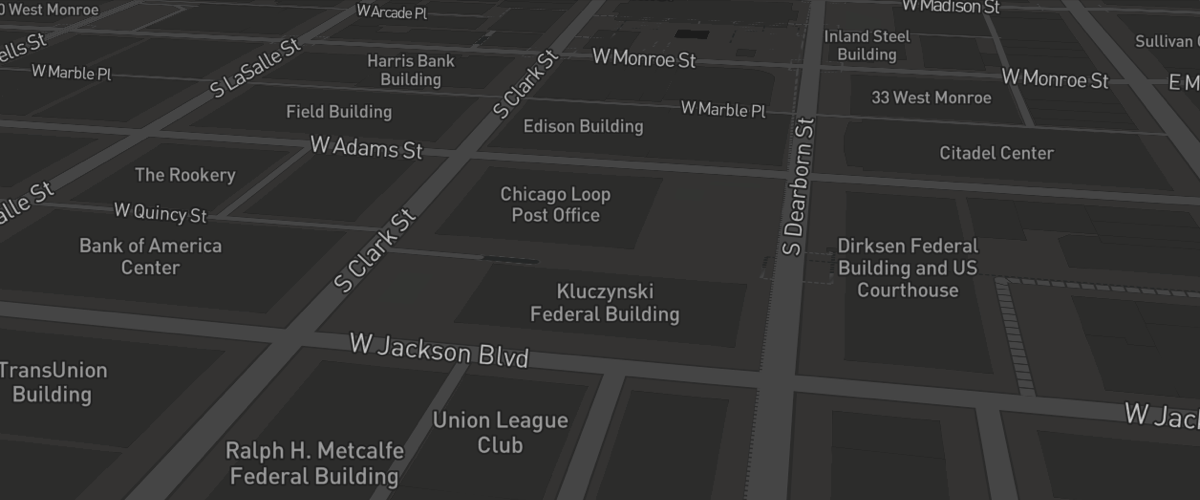 0 West Monroe
W Arcade Pl
W Madison St
ells St
S LaSalle St
Inland Steel
Building
Sullivan
W Marble Pl
Harris Bank
Building
S Clark St
W Monroe St
W Monroe St
E M
Field Building
W Marble Pl
33 West Monroe
Edison Building
W Adams St
S Dearborn St
Citadel Center
The Rookery
alle St
W Quincy St
Chicago Loop
Post Office
S Clark St
Bank of America
Center
Dirksen Federal
Building and US
Courthouse
Kluczynski
Federal Building
W Jackson Blvd
TransUnion
Building
W Jac
Union League
Club
Ralph H. Metcalfe
Federal Building